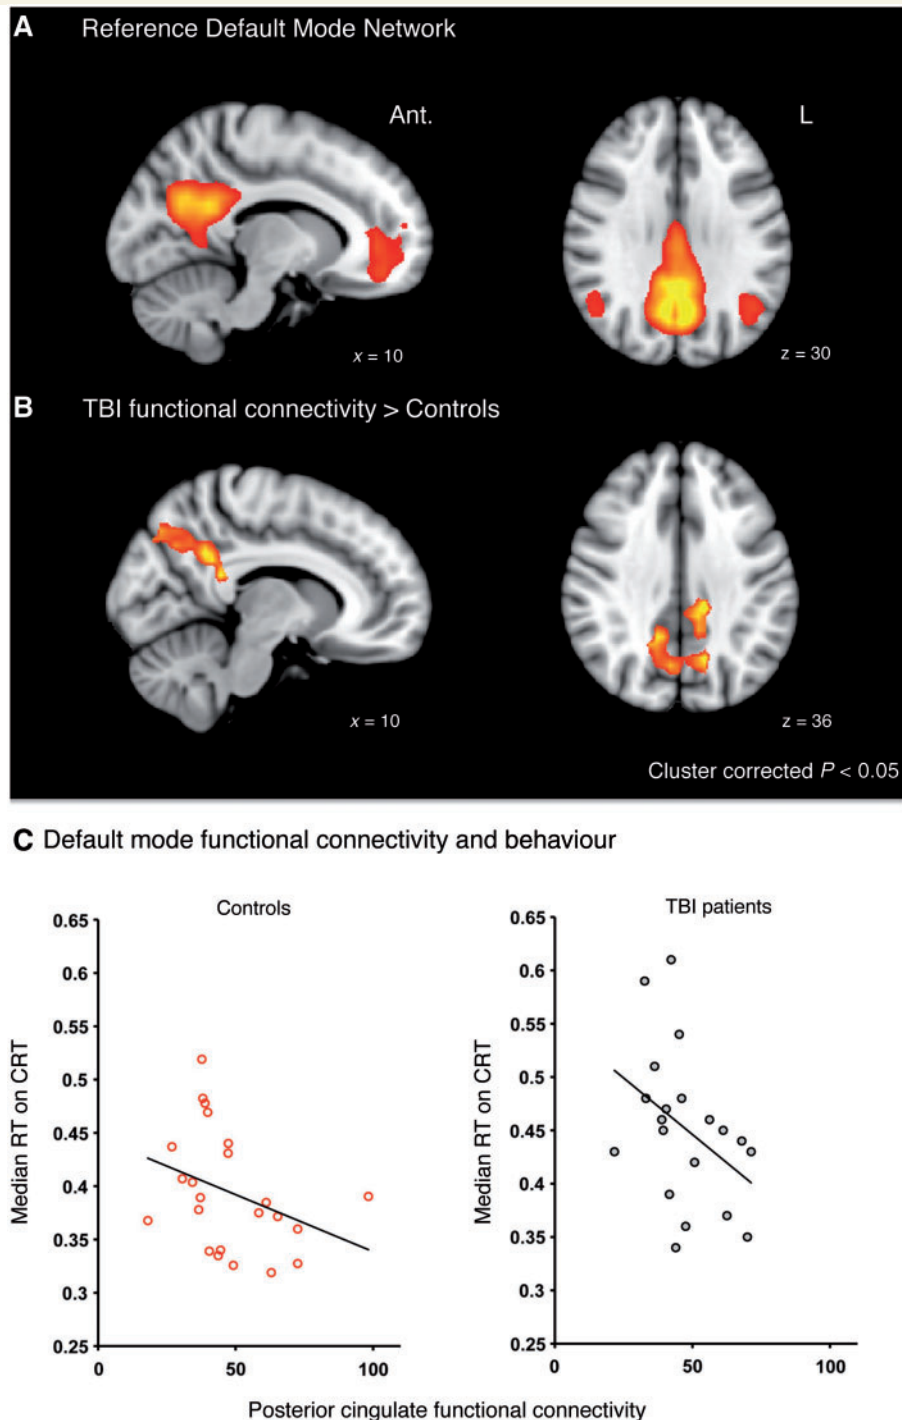 A Reference Default Mode Network
Ant.
L
x = 10
z = 30
B TBI functional connectivity > Controls
x = 10
z = 36
Cluster corrected P < 0.05
C Default mode functional connectivity and behaviour
Controls
0.65
0.6
0.55
0.5
0.45
0.4
0.35
0.3
0.25
0
50
100
Median RT on CRT
TBI patients
0.65
0.6
0.55
0.5
0.45
0.4
0.35
0.3
0.25
0
50
100
Median RT on CRT
Posterior cingulate functional connectivity